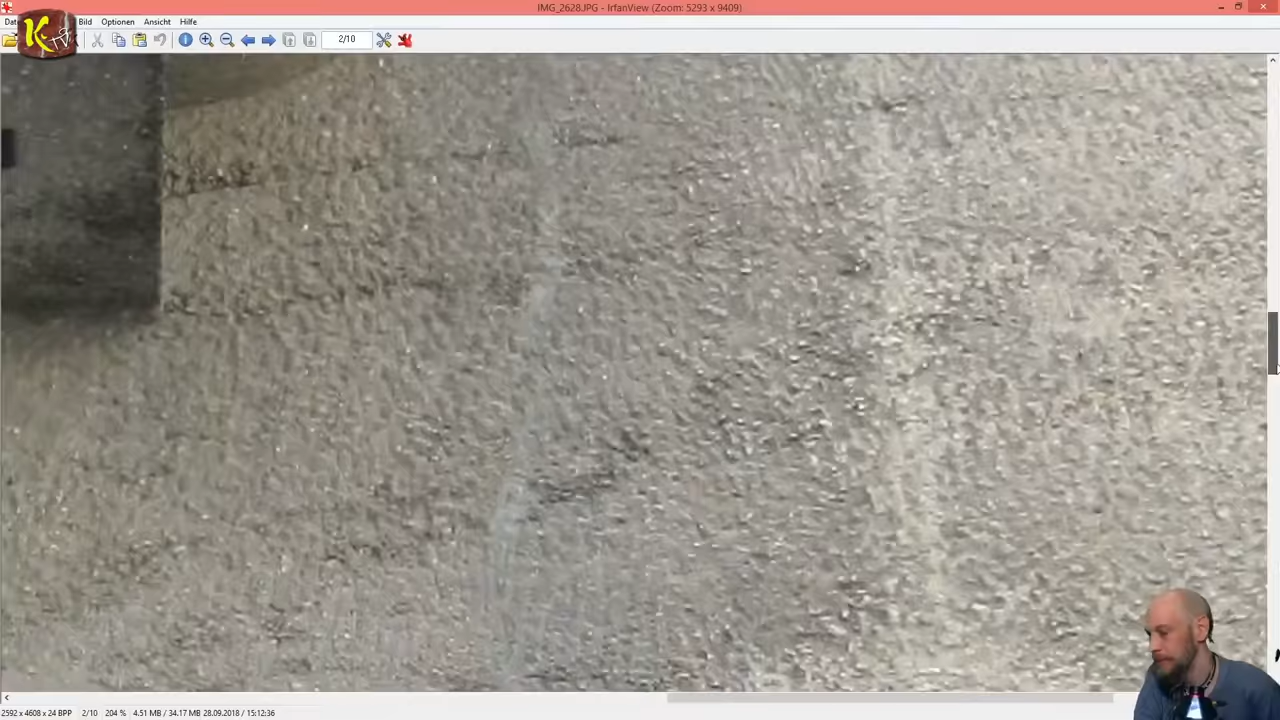 IMG_2628.JPG - IrfanView (Zoom: 5293 x 9409)
Bild Optionen Ansicht Hilfe
K
2/10
2592 x 4608 x 24 BPP 2/10 204 % 4.51 MB / 34.17 MB 28.09.2018 / 15:12:36